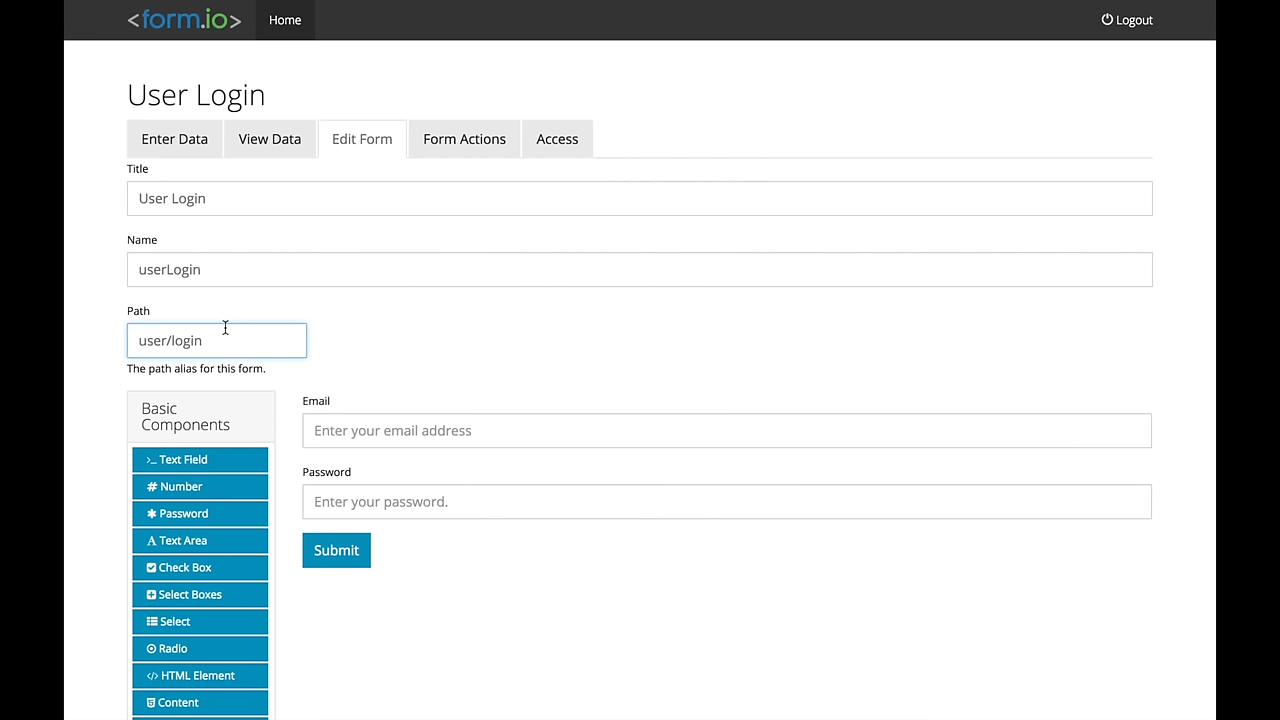 <form.io>
Home
Logout
User Login
Enter Data
View Data
Edit Form
Form Actions
Access
Title
User Login
Name
userLogin
Path
user/login
The path alias for this form.
Basic
Components
>_ Text Field
# Number
✱ Password
A Text Area
Check Box
Select Boxes
Select
Radio
</> HTML Element
Content
Email
Enter your email address
Password
Enter your password.
Submit